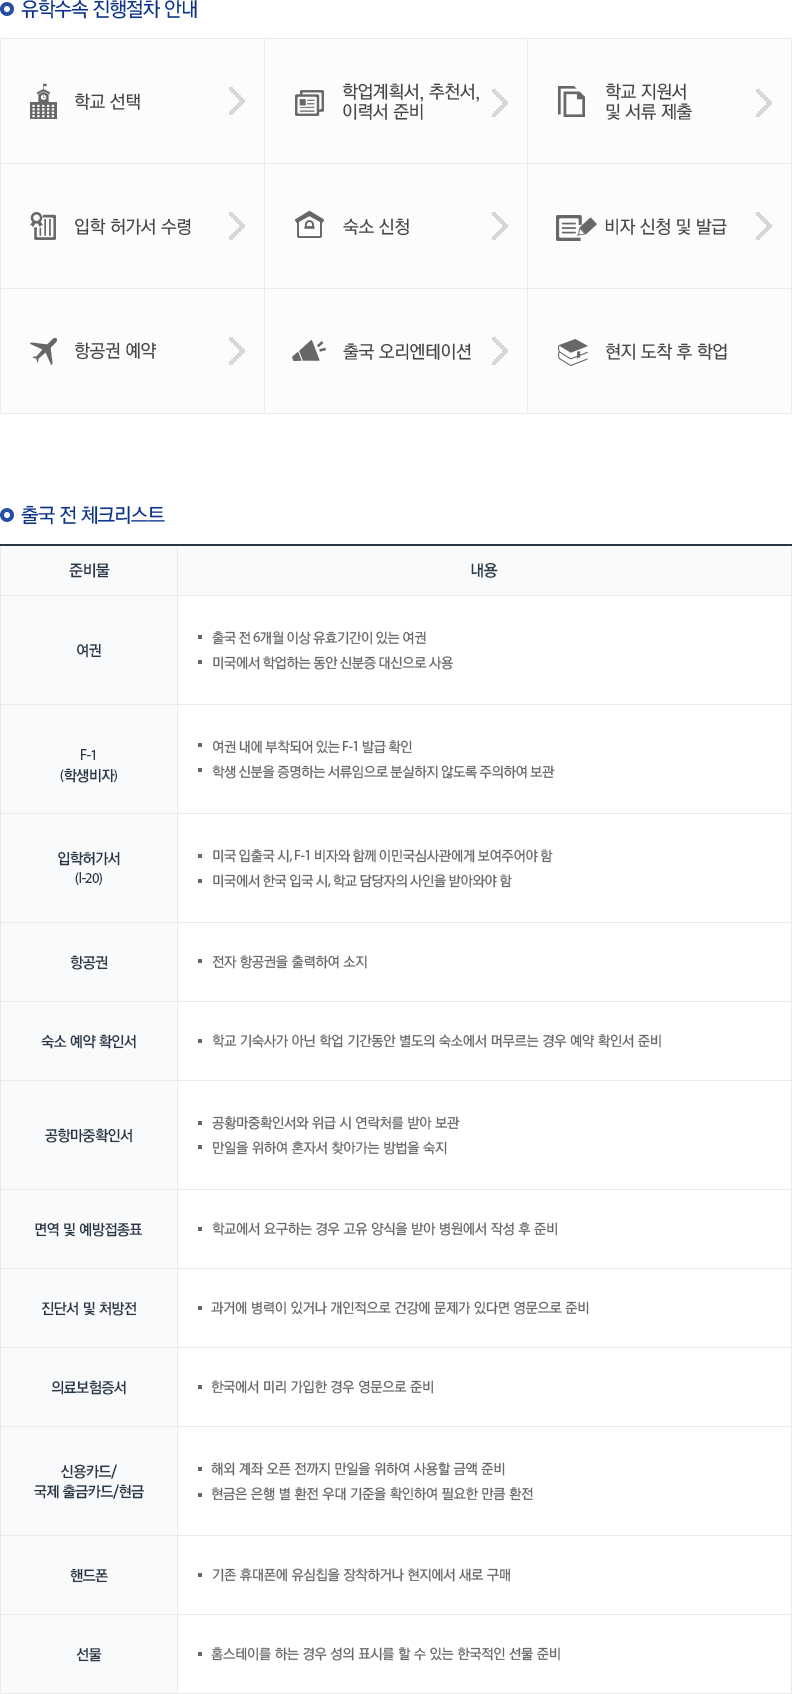 유학수속 진행절차 안내
학교 선택
학업계획서, 추천서,
이력서 준비
학교 지원서
및 서류 제출
입학 허가서 수령
숙소 신청
비자 신청 및 발급
항공권 예약
출국 오리엔테이션
현지 도착 후 학업
출국 전 체크리스트
준비물
내용
여권
출국 전 6개월 이상 유효기간이 있는 여권
미국에서 학업하는 동안 신분증 대신으로 사용
F-1
(학생비자)
여권 내에 부착되어 있는 F-1 발급 확인
학생 신분을 증명하는 서류임으로 분실하지 않도록 주의하여 보관
입학허가서
(I-20)
미국 입출국 시, F-1 비자와 함께 이민국심사관에게 보여주어야 함
미국에서 한국 입국 시, 학교 담당자의 사인을 받아와야 함
항공권
전자 항공권을 출력하여 소지
숙소 예약 확인서
학교 기숙사가 아닌 학업 기간동안 별도의 숙소에서 머무르는 경우 예약 확인서 준비
공항마중확인서
공황마중확인서와 위급 시 연락처를 받아 보관
만일을 위하여 혼자서 찾아가는 방법을 숙지
면역 및 예방접종표
학교에서 요구하는 경우 고유 양식을 받아 병원에서 작성 후 준비
진단서 및 처방전
과거에 병력이 있거나 개인적으로 건강에 문제가 있다면 영문으로 준비
의료보험증서
한국에서 미리 가입한 경우 영문으로 준비
신용카드/
국제 출금카드/현금
해외 계좌 오픈 전까지 만일을 위하여 사용할 금액 준비
현금은 은행 별 환전 우대 기준을 확인하여 필요한 만큼 환전
핸드폰
기존 휴대폰에 유심칩을 장착하거나 현지에서 새로 구매
선물
홈스테이를 하는 경우 성의 표시를 할 수 있는 한국적인 선물 준비